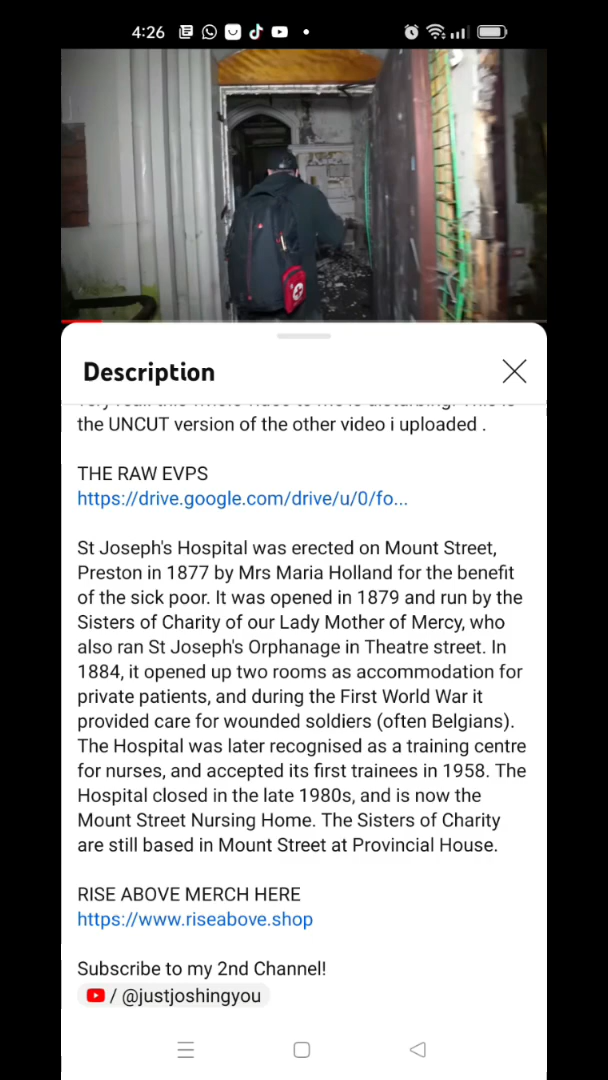 4:26
Description
the UNCUT version of the other video i uploaded .
THE RAW EVPS
https://drive.google.com/drive/u/0/fo...
St Joseph's Hospital was erected on Mount Street,
Preston in 1877 by Mrs Maria Holland for the benefit
of the sick poor. It was opened in 1879 and run by the
Sisters of Charity of our Lady Mother of Mercy, who
also ran St Joseph's Orphanage in Theatre street. In
1884, it opened up two rooms as accommodation for
private patients, and during the First World War it
provided care for wounded soldiers (often Belgians).
The Hospital was later recognised as a training centre
for nurses, and accepted its first trainees in 1958. The
Hospital closed in the late 1980s, and is now the
Mount Street Nursing Home. The Sisters of Charity
are still based in Mount Street at Provincial House.
RISE ABOVE MERCH HERE
https://www.riseabove.shop
Subscribe to my 2nd Channel!
/ @justjoshingyou